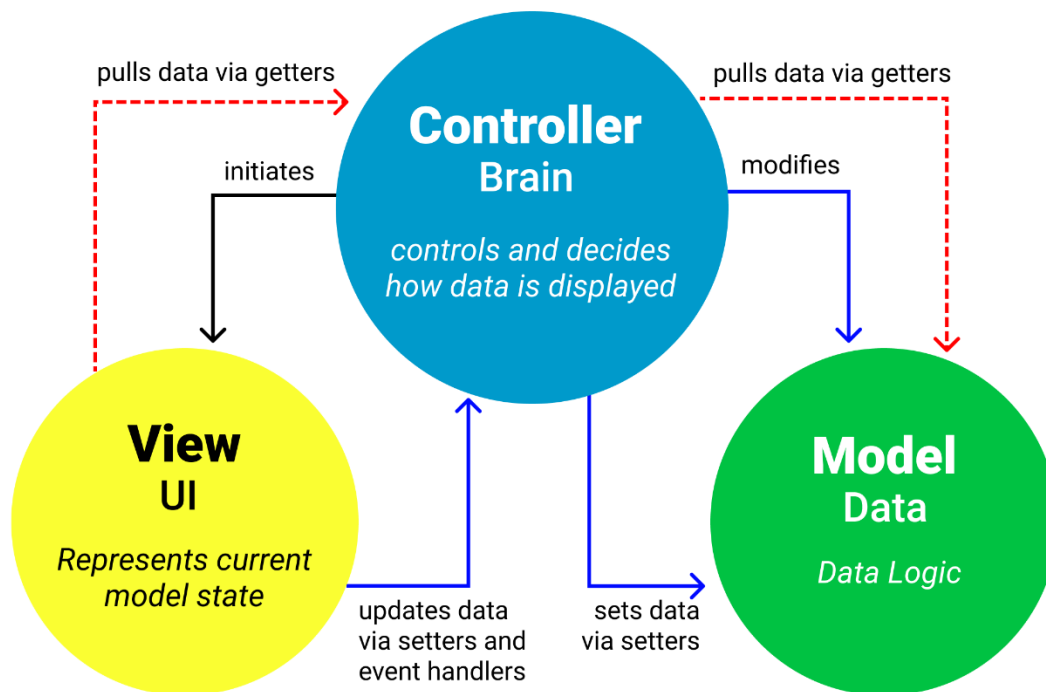 pulls data via getters
pulls data via getters
Controller
Brain
initiates
modifies
controls and decides
how data is displayed
View
UI
Represents current
model state
Model
Data
Data Logic
updates data
via setters and
event handlers
sets data
via setters